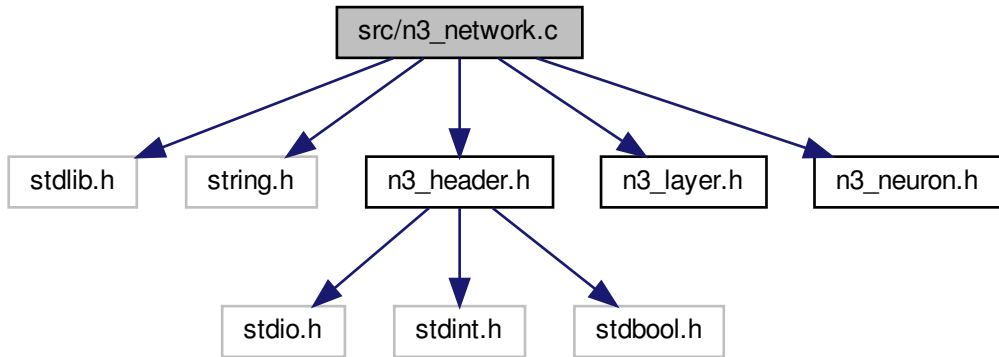 src/n3_network.c
stdlib.h
string.h
n3_header.h
n3_layer.h
n3_neuron.h
stdio.h
stdint.h
stdbool.h